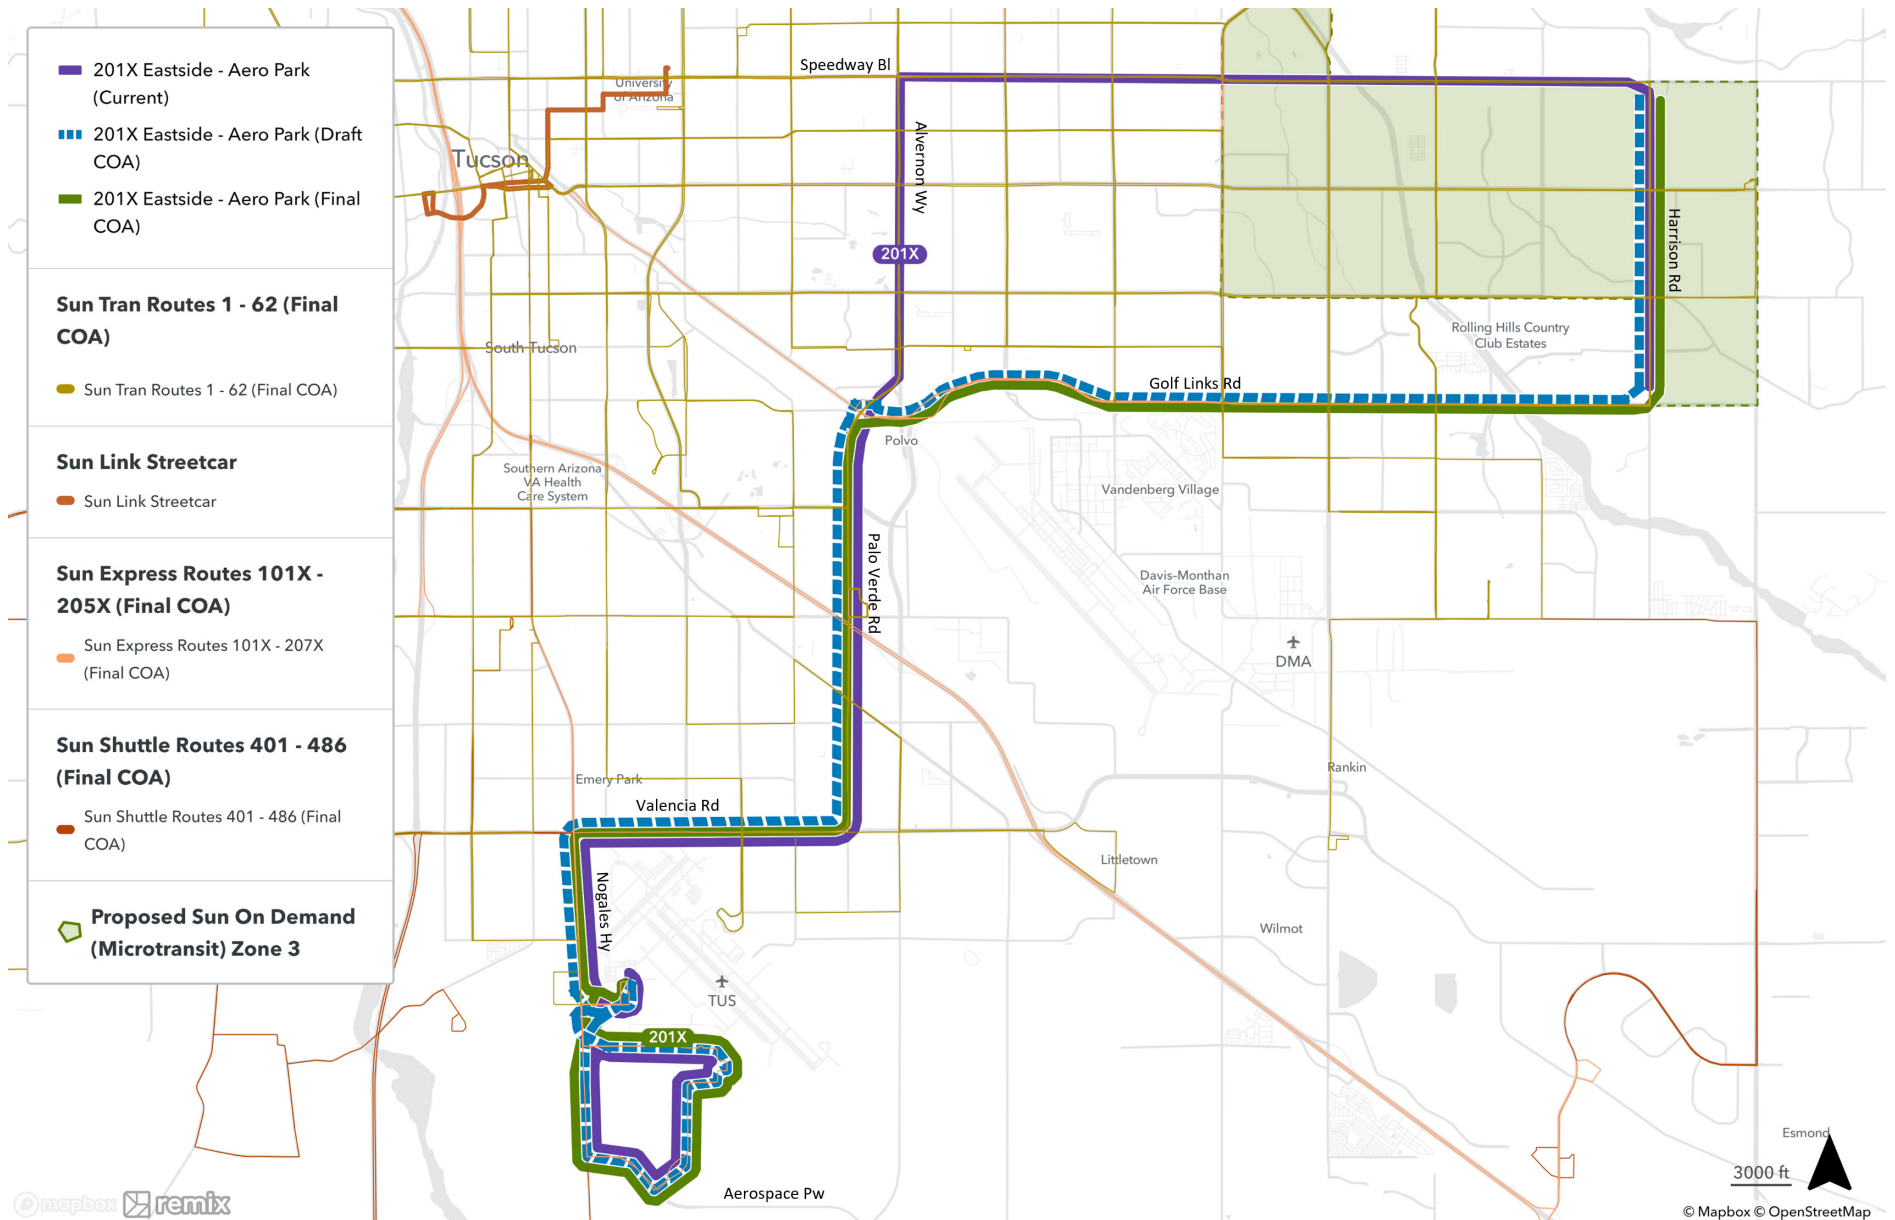 201X Eastside - Aero Park
(Current)
201X Eastside - Aero Park (Draft
COA)
201X Eastside - Aero Park (Final
COA)
Sun Tran Routes 1 - 62 (Final
COA)
Sun Tran Routes 1 - 62 (Final COA)
Sun Link Streetcar
Sun Link Streetcar
Sun Express Routes 101X -
205X (Final COA)
Sun Express Routes 101X - 207X
(Final COA)
Sun Shuttle Routes 401 - 486
(Final COA)
Sun Shuttle Routes 401 - 486 (Final
COA)
Proposed Sun On Demand
(Microtransit) Zone 3
Speedway Bl
University
of Arizona
Tucson
Alvernon Wy
201X
Harrison Rd
Rolling Hills Country
Club Estates
South Tucson
Golf Links Rd
Polvo
Southern Arizona
VA Health
Care System
Vandenberg Village
Palo Verde Rd
Davis-Monthan
Air Force Base
DMA
Rankin
Emery Park
Valencia Rd
Littletown
Nogales Hy
Wilmot
TUS
201X
Esmond
3000 ft
Aerospace Pw
mapbox
remix
© Mapbox © OpenStreetMap